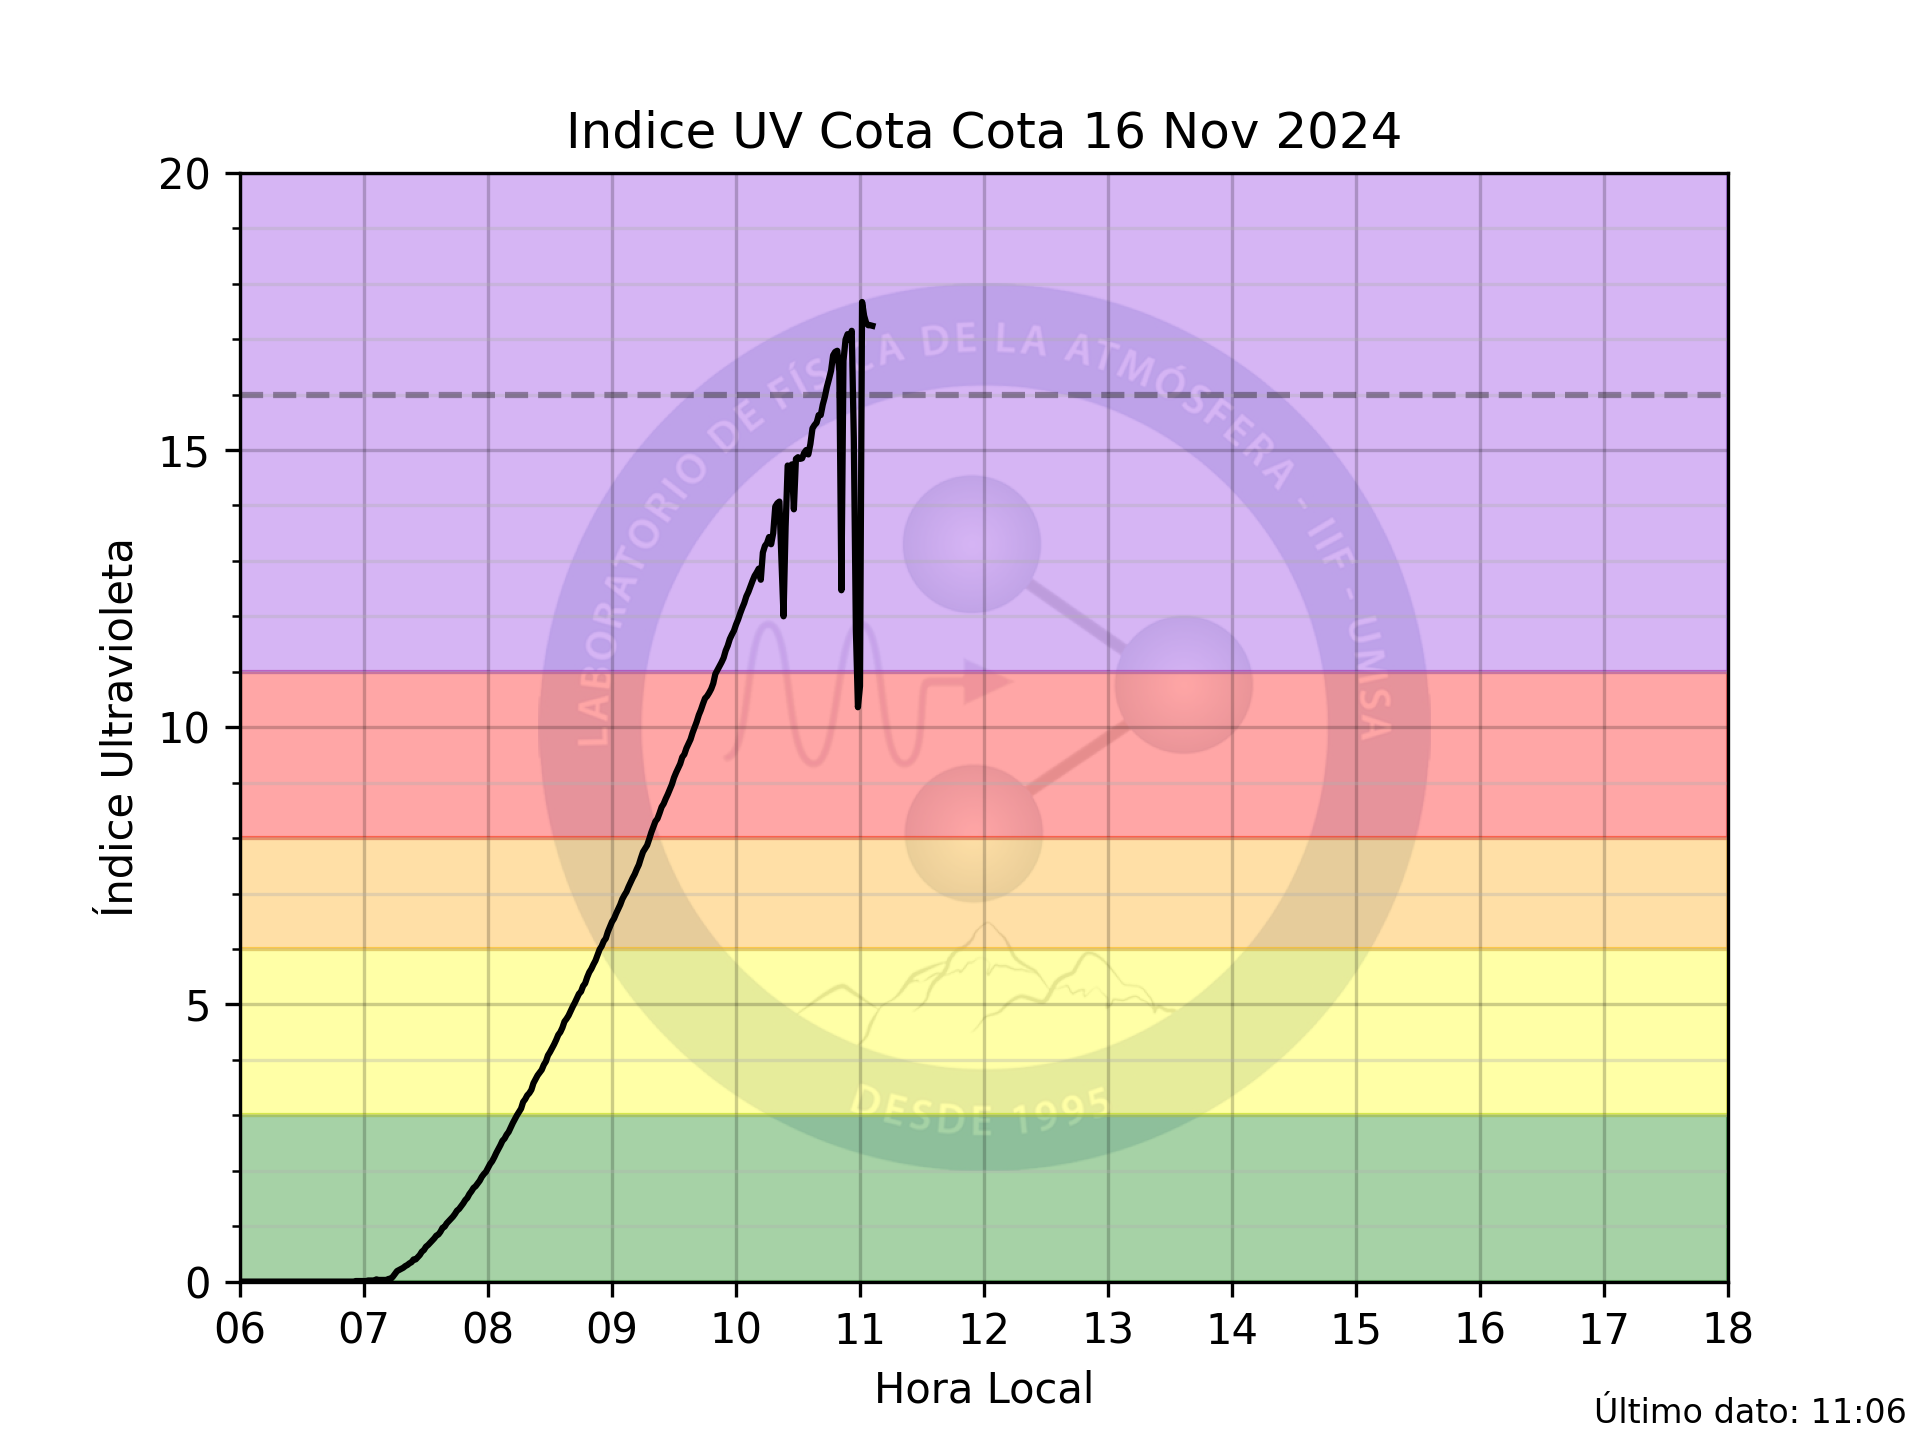 Indice UV Cota Cota 16 Nov 2024
20
15
10
5
0
Índice Ultravioleta
LABORATORIO DE FÍSICA DE LA ATMÓSFERA - IIF - UMSA
DESDE 1995
06 07 08 09 10 11 12 13 14 15 16 17 18
Hora Local
Último dato: 11:06